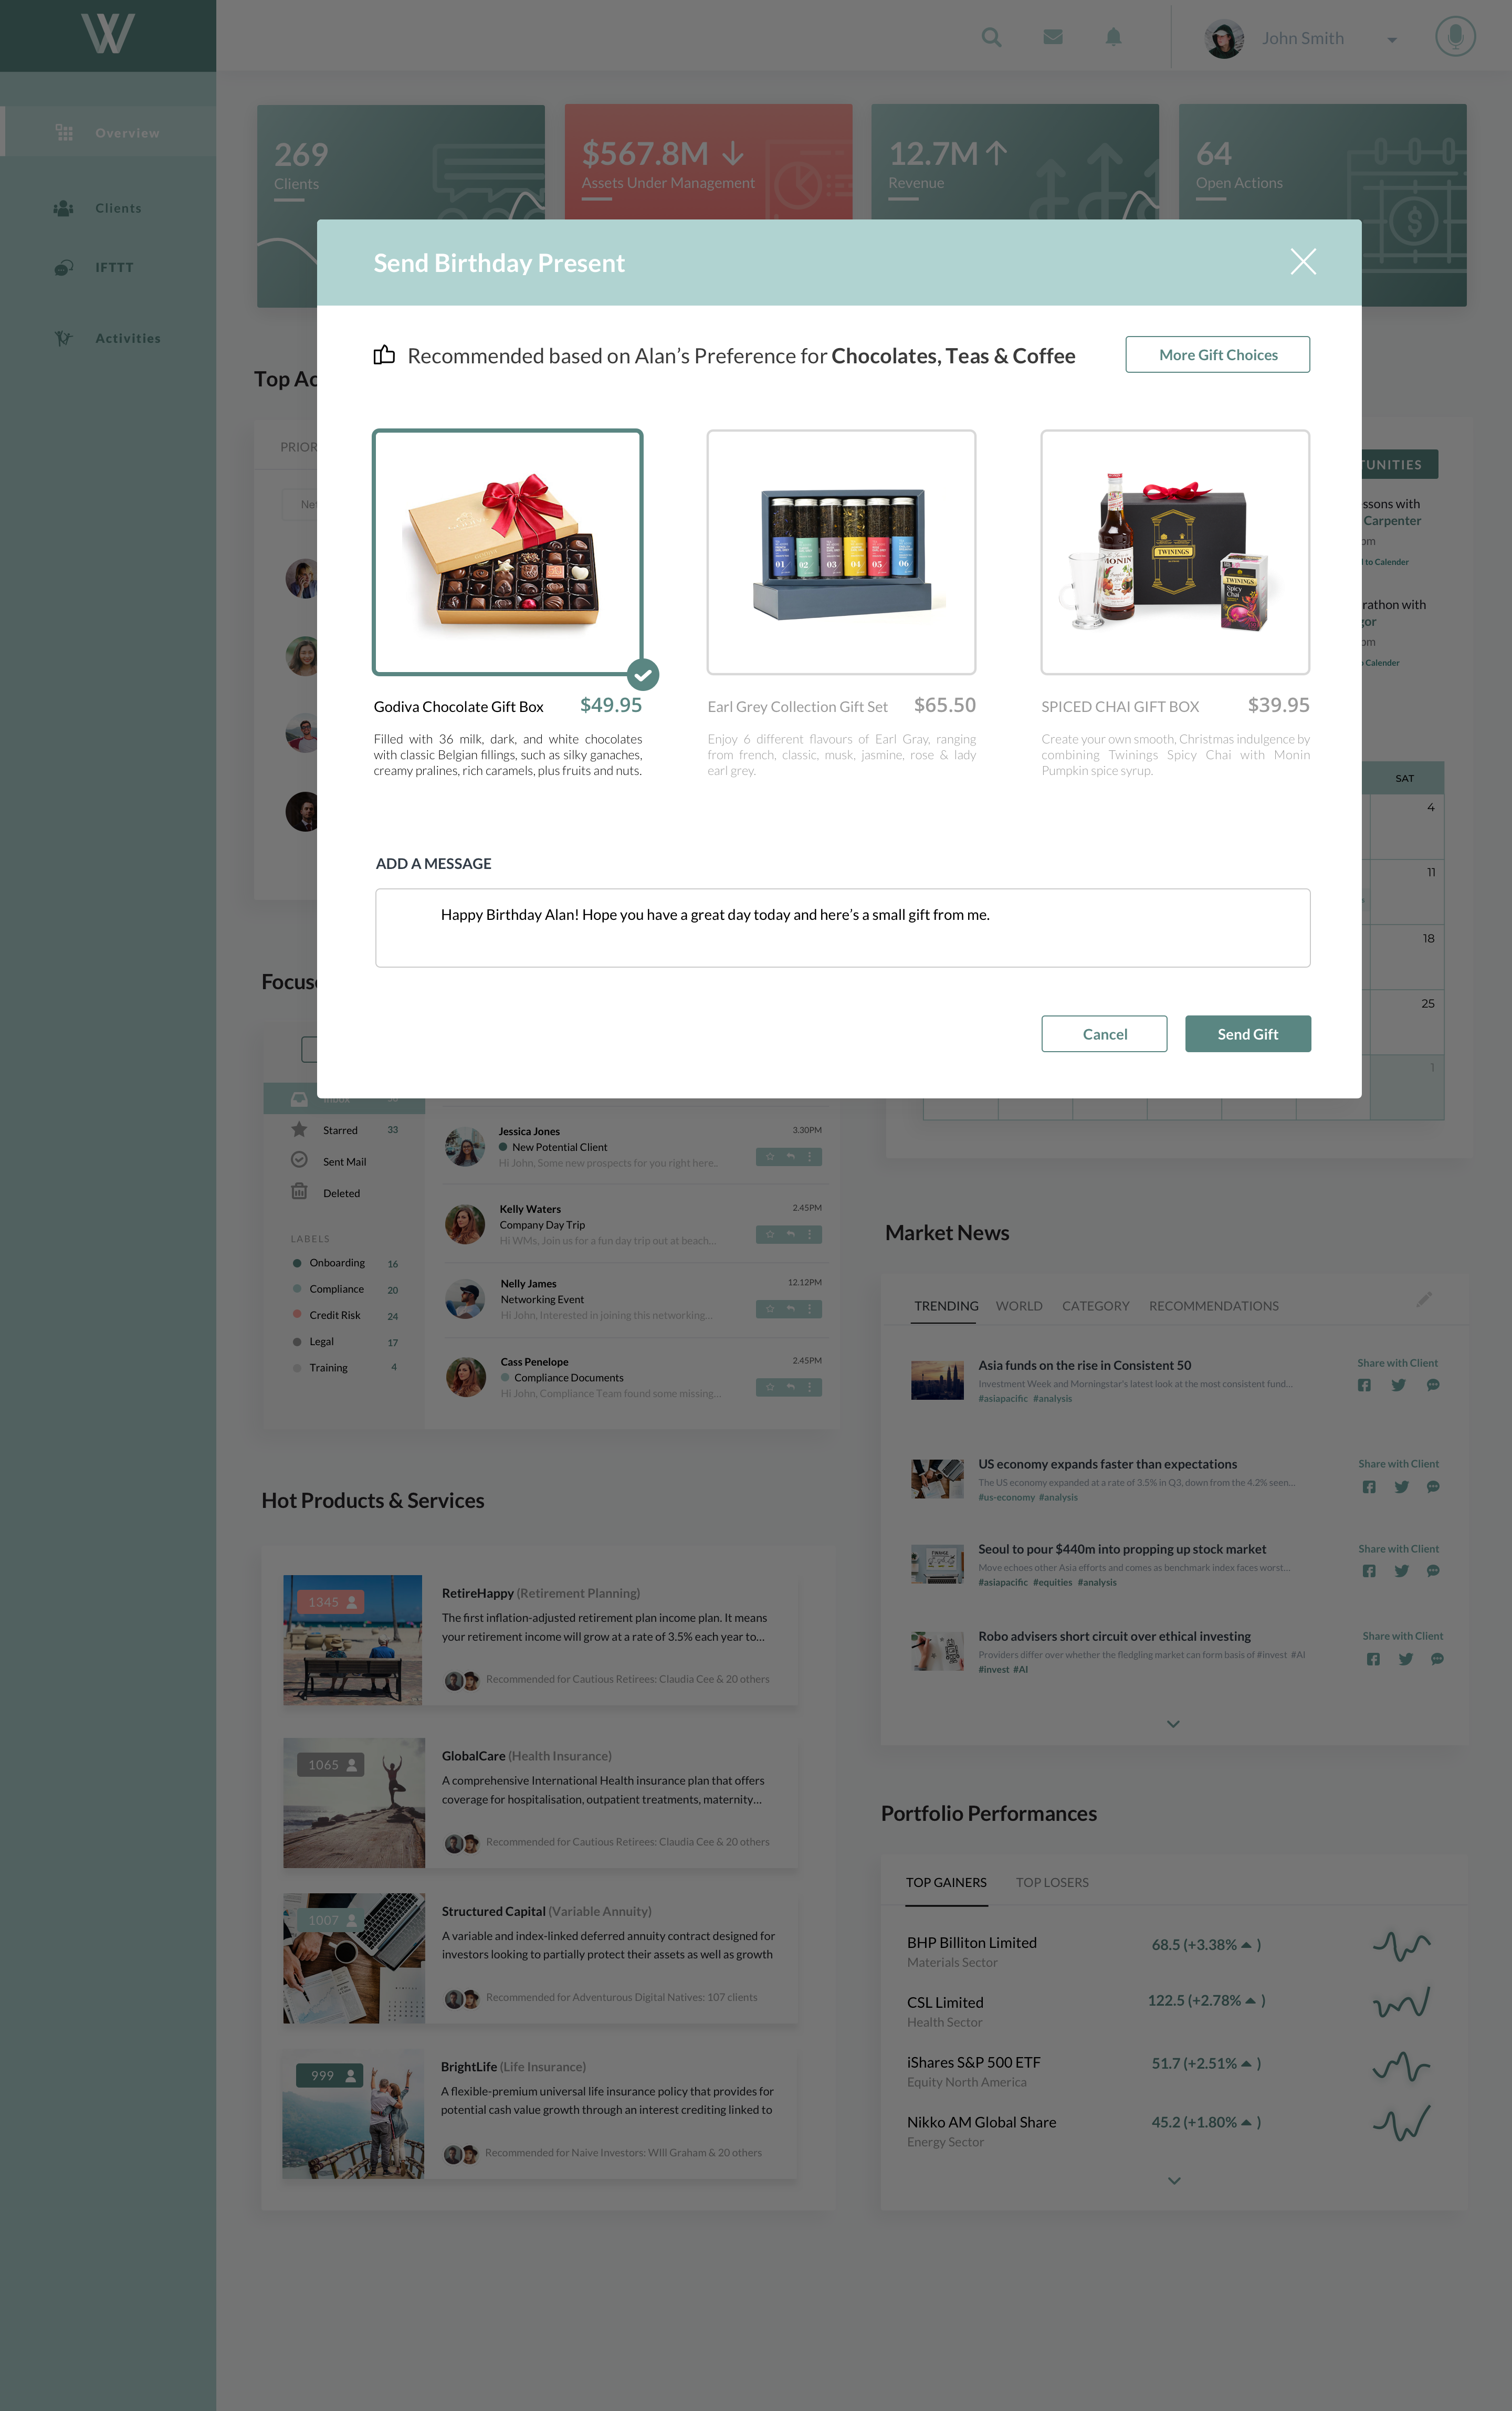 W
John Smith
Overview
Clients
IFTTT
Activities
269
Clients
$567.8M
Assets Under Management
12.7M
Revenue
64
Open Actions
Send Birthday Present
Recommended based on Alan's Preference for Chocolates, Teas & Coffee
More Gift Choices
TWININGS
MONIN
TWININGS
Spicy
Chai
01 02 03 04 05 06
Godiva Chocolate Gift Box $49.95
Filled with 36 milk, dark, and white chocolates
with classic Belgian fillings, such as silky ganaches,
creamy pralines, rich caramels, plus fruits and nuts.
Earl Grey Collection Gift Set $65.50
Enjoy 6 different flavours of Earl Gray, ranging
from french, classic, musk, jasmine, rose & lady
earl grey.
SPICED CHAI GIFT BOX $39.95
Create your own smooth, Christmas indulgence by
combining Twinings Spicy Chai with Monin
Pumpkin spice syrup.
ADD A MESSAGE
Happy Birthday Alan! Hope you have a great day today and here's a small gift from me.
Cancel
Send Gift
Top Ac
PRIOR
Ne
UNITIES
ssons with
Carpenter
pm
l to Calender
rathon with
gor
pm
Calender
SAT
4
11
18
25
1
Focus
Inbox
Starred 33
Sent Mail
Deleted
LABELS
Onboarding 16
Compliance 20
Credit Risk 24
Legal 17
Training 4
Jessica Jones 3.30PM
New Potential Client
Hi John, Some new prospects for you right here..
Kelly Waters 2.45PM
Company Day Trip
Hi WMs, Join us for a fun day trip out at beach...
Nelly James 12.12PM
Networking Event
Hi John, Interested in joining this networking...
Cass Penelope 2.45PM
Compliance Documents
Hi John, Compliance Team found some missing...
Market News
TRENDING WORLD CATEGORY RECOMMENDATIONS
Asia funds on the rise in Consistent 50
Investment Week and Morningstar's latest look at the most consistent fund...
#asiapacific #analysis
Share with Client
US economy expands faster than expectations
The US economy expanded at a rate of 3.5% in Q3, down from the 4.2% seen...
#us-economy #analysis
Share with Client
Seoul to pour $440m into propping up stock market
Move echoes other Asia efforts and comes as benchmark index faces worst...
#asiapacific #equities #analysis
Share with Client
Robo advisers short circuit over ethical investing
Providers differ over whether the fledgling market can form basis of #invest #AI
#invest #AI
Share with Client
Hot Products & Services
1345
RetireHappy (Retirement Planning)
The first inflation-adjusted retirement plan income plan. It means
your retirement income will grow at a rate of 3.5% each year to...
Recommended for Cautious Retirees: Claudia Cee & 20 others
1065
GlobalCare (Health Insurance)
A comprehensive International Health insurance plan that offers
coverage for hospitalisation, outpatient treatments, maternity...
Recommended for Cautious Retirees: Claudia Cee & 20 others
1007
Structured Capital (Variable Annuity)
A variable and index-linked deferred annuity contract designed for
investors looking to partially protect their assets as well as growth
Recommended for Adventurous Digital Natives: 107 clients
999
BrightLife (Life Insurance)
A flexible-premium universal life insurance policy that provides for
potential cash value growth through an interest crediting linked to
Recommended for Naive Investors: WIll Graham & 20 others
Portfolio Performances
TOP GAINERS TOP LOSERS
BHP Billiton Limited 68.5 (+3.38% )
Materials Sector
CSL Limited 122.5 (+2.78% )
Health Sector
iShares S&P 500 ETF 51.7 (+2.51% )
Equity North America
Nikko AM Global Share 45.2 (+1.80% )
Energy Sector